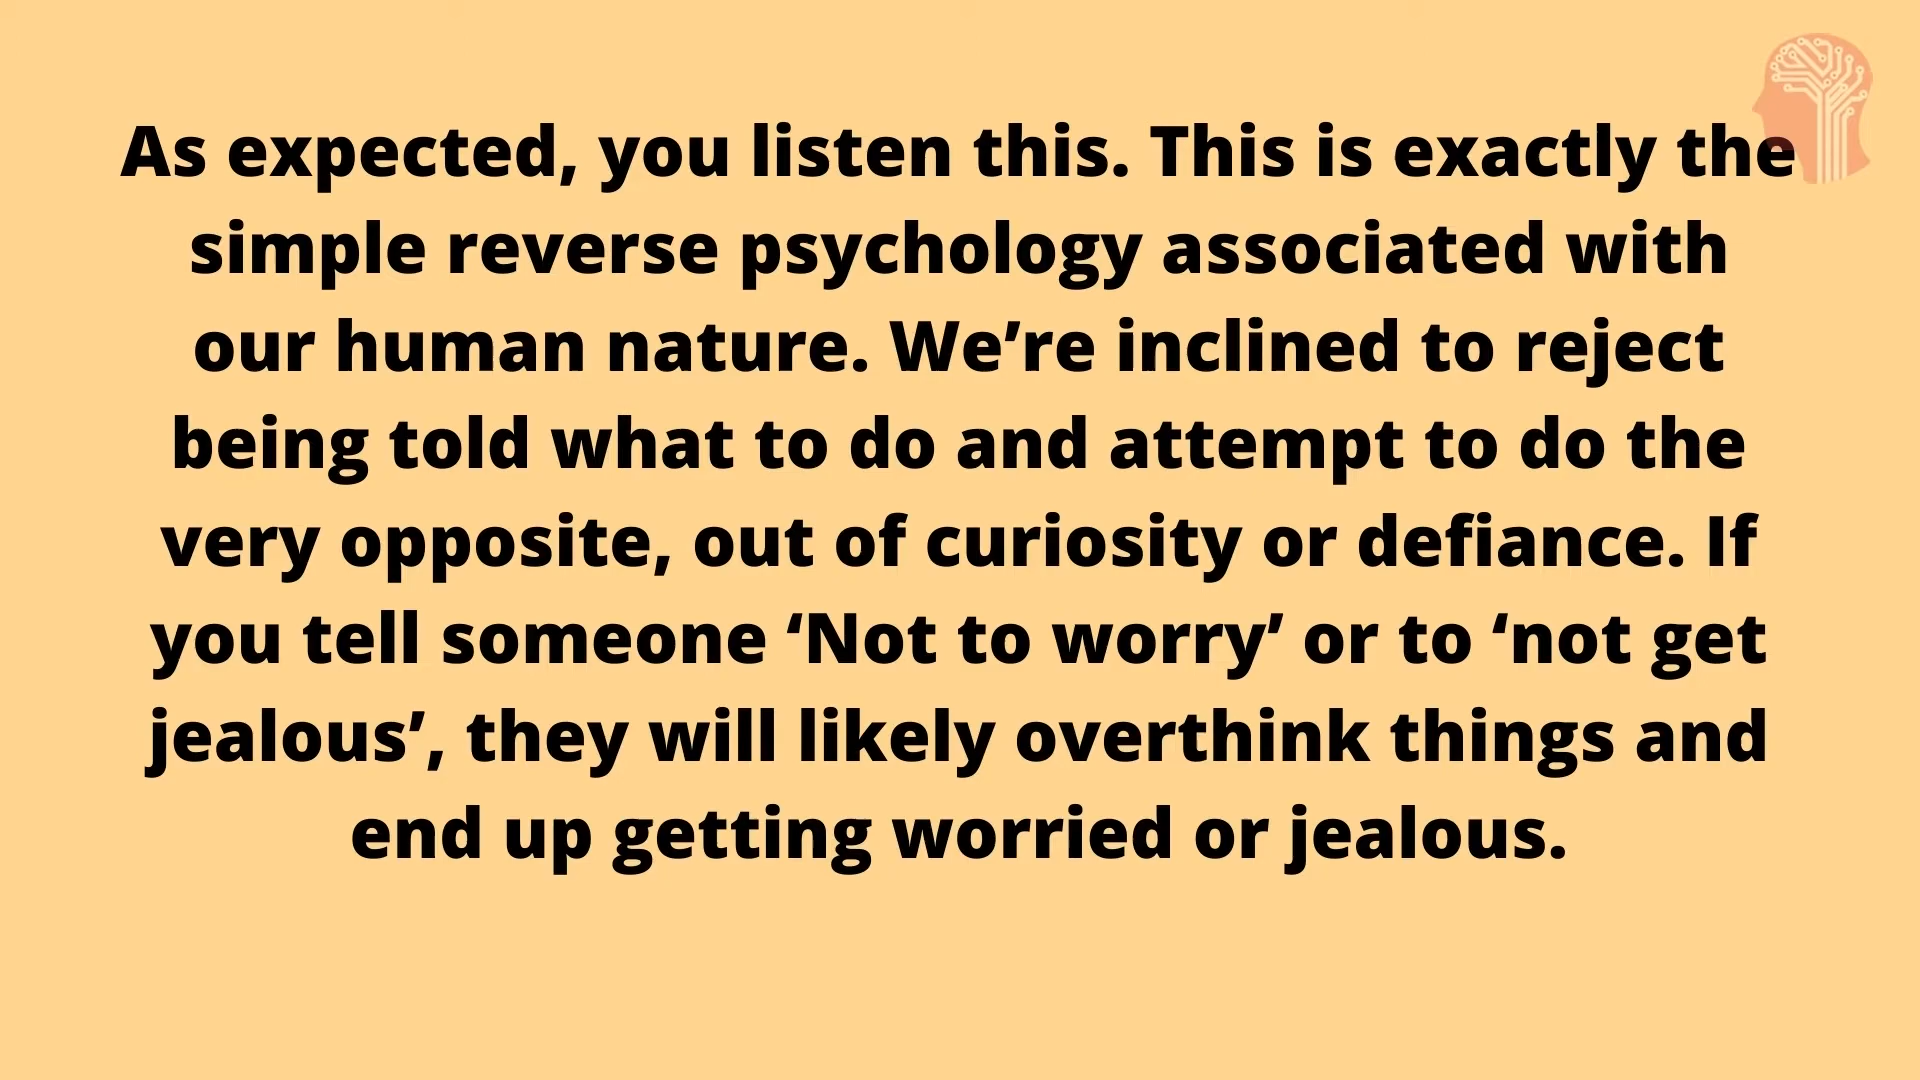 As expected, you listen this. This is exactly the
simple reverse psychology associated with
our human nature. We’re inclined to reject
being told what to do and attempt to do the
very opposite, out of curiosity or defiance. If
you tell someone ‘Not to worry’ or to ‘not get
jealous’, they will likely overthink things and
end up getting worried or jealous.